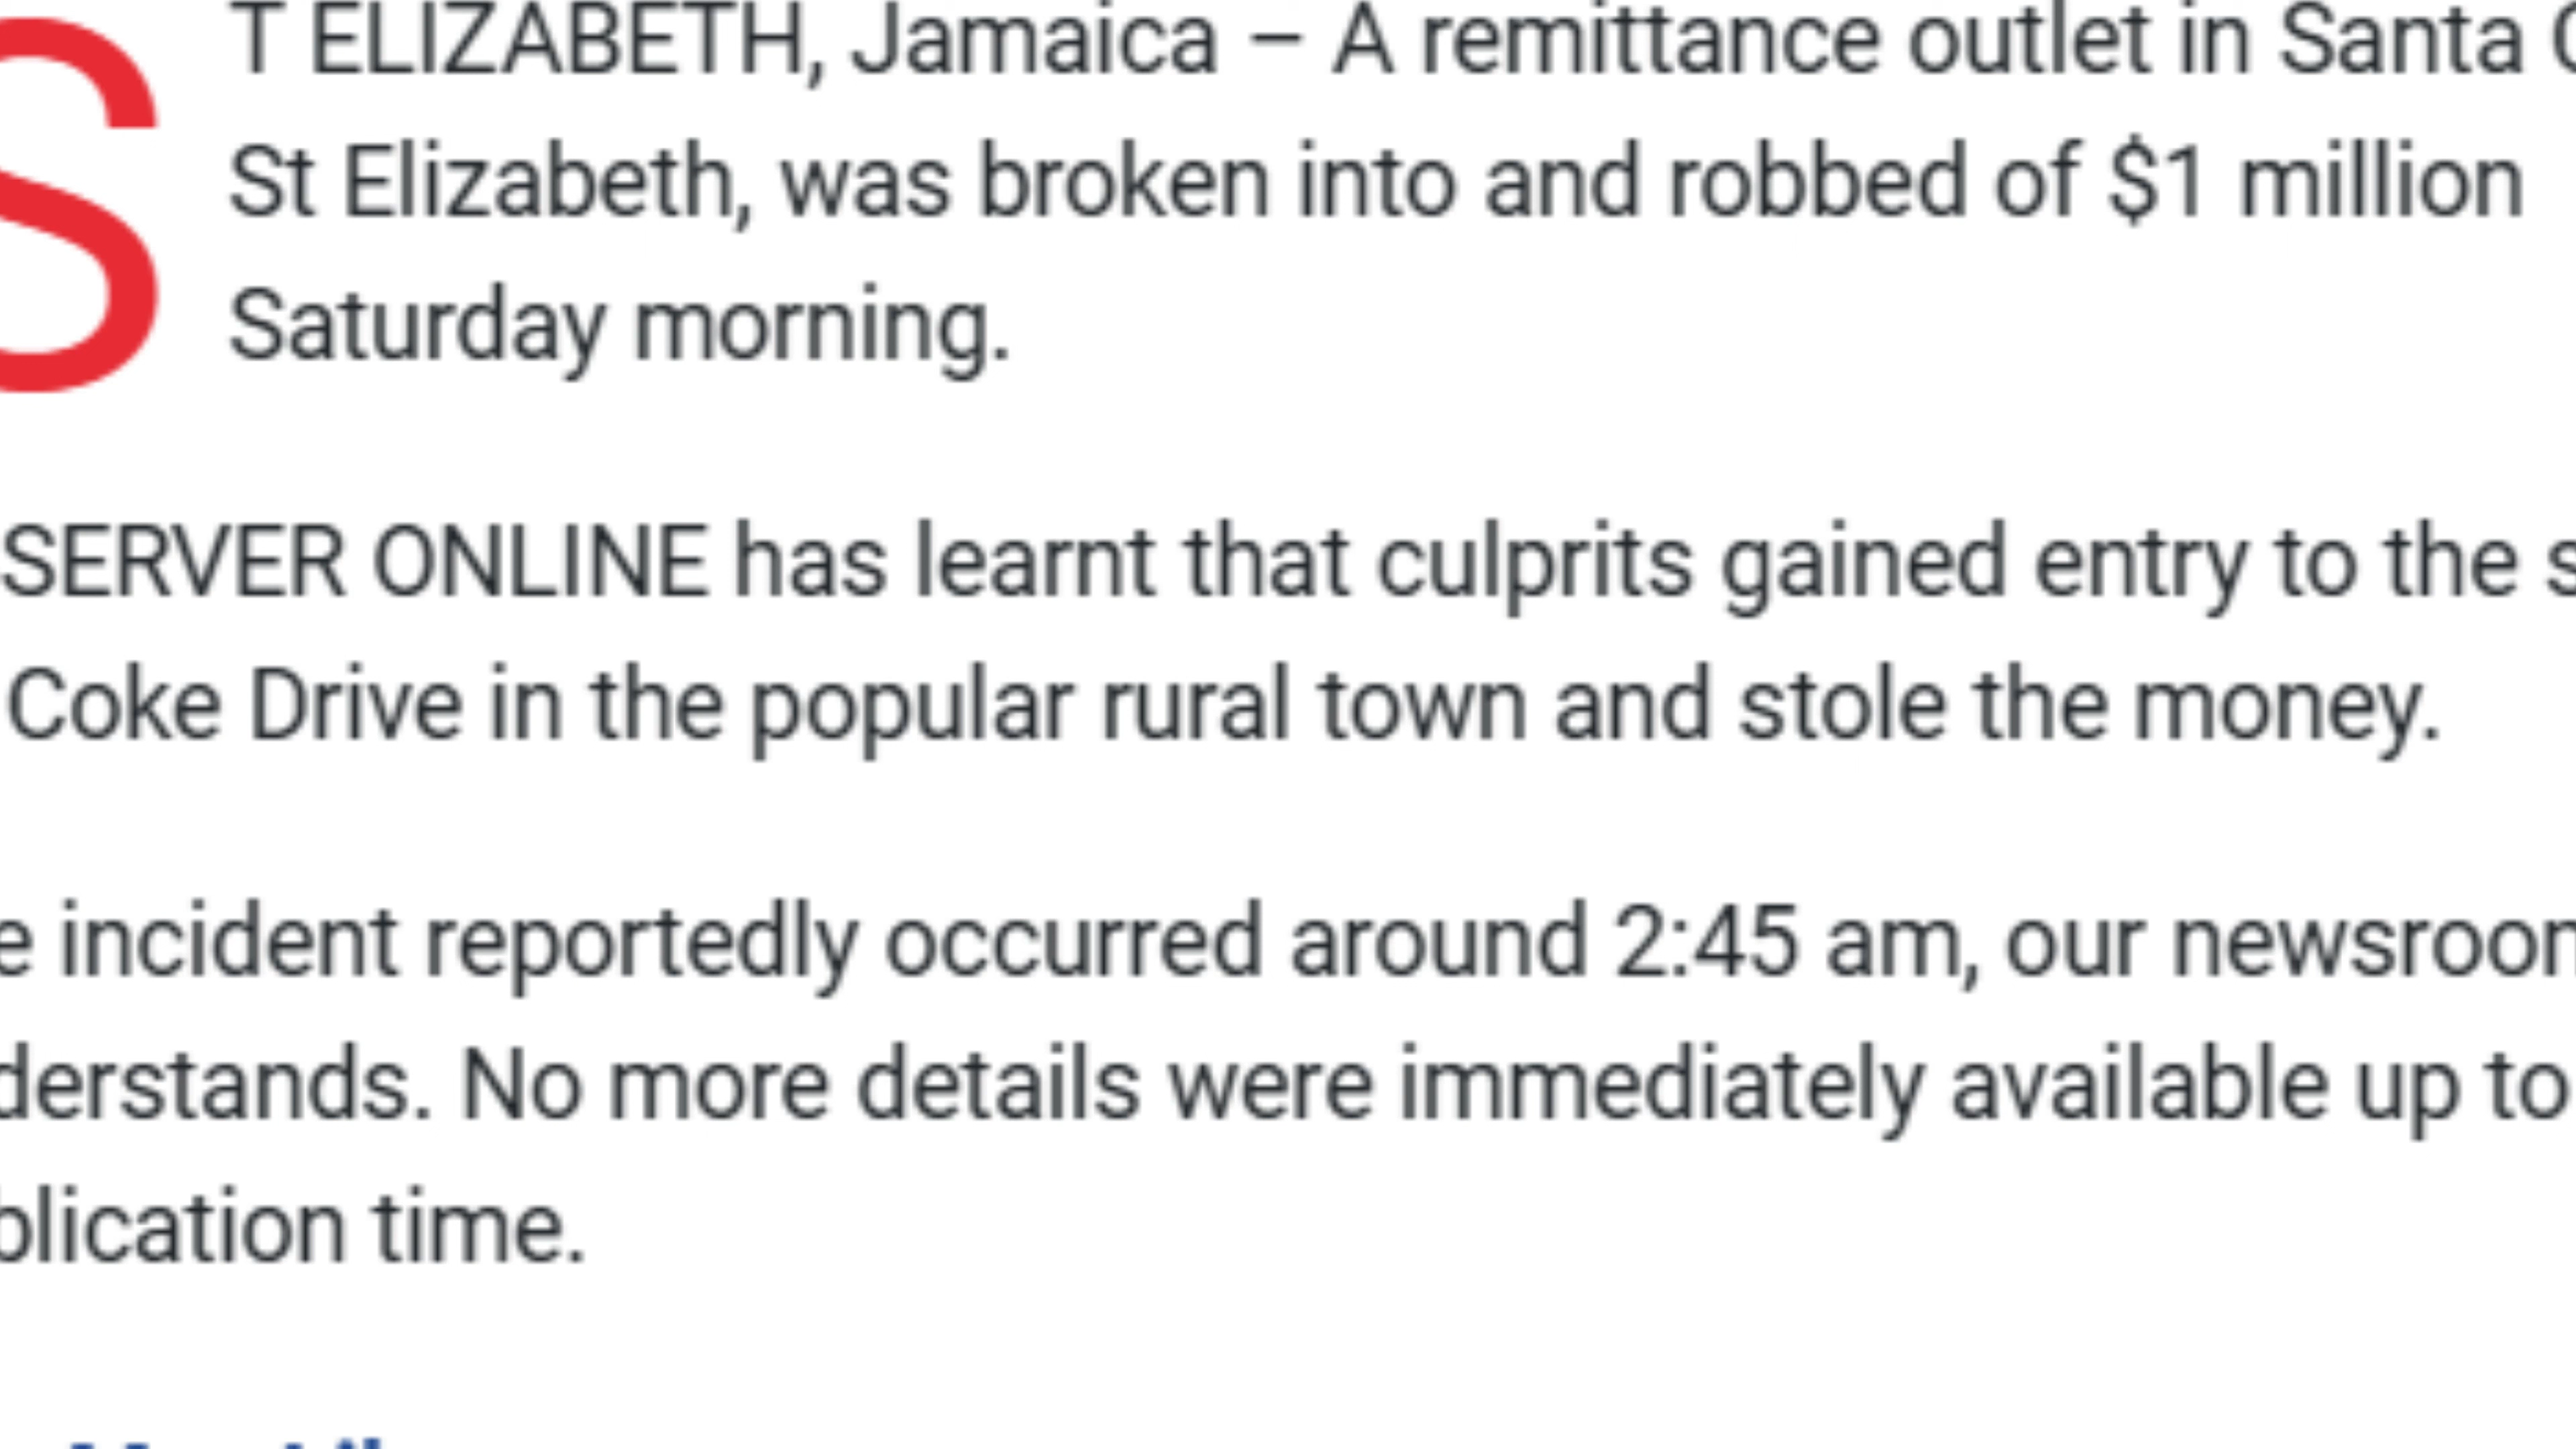 ST ELIZABETH, Jamaica – A remittance outlet in Santa
St Elizabeth, was broken into and robbed of $1 million
Saturday morning.
SERVER ONLINE has learnt that culprits gained entry to the
Coke Drive in the popular rural town and stole the money.
incident reportedly occurred around 2:45 am, our newsroom
derstands. No more details were immediately available up to
blication time.